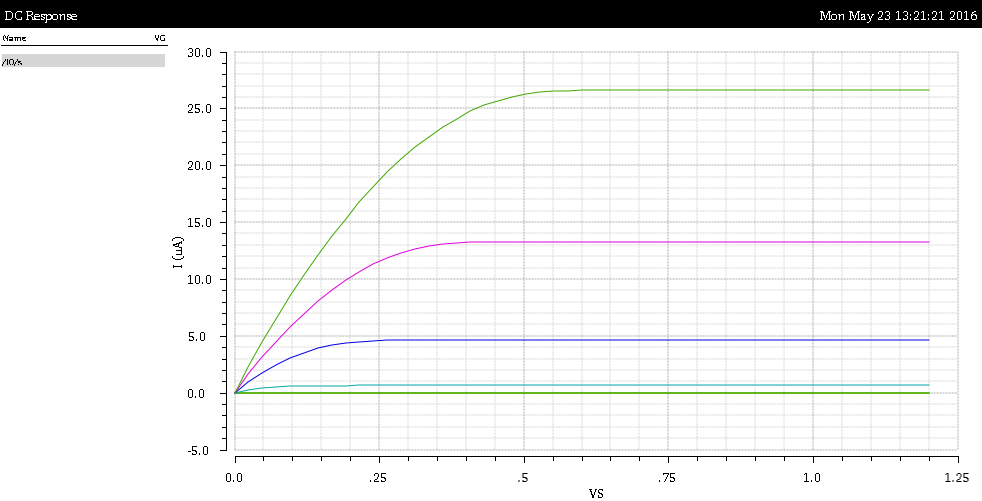 DC Response
Mon May 23 13:21:21 2016
Name VG
/I0/s
30.0
25.0
20.0
15.0
10.0
5.0
0.0
-5.0
I (uA)
0.0 .25 .5 .75 1.0 1.25
VS